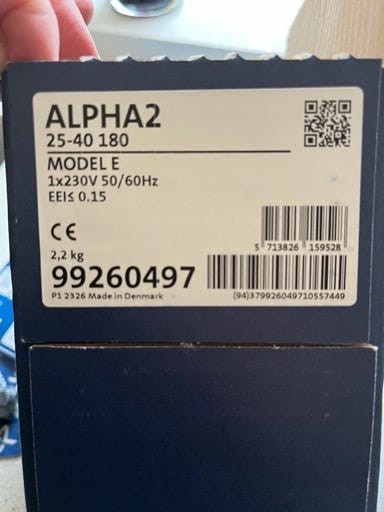 ALPHA2
25-40 180
MODEL E
1x230V 50/60Hz
EEI≤ 0.15
CE
5 713826 159528
2,2 kg
99260497
P1 2326 Made in Denmark
(94)379926049710557449